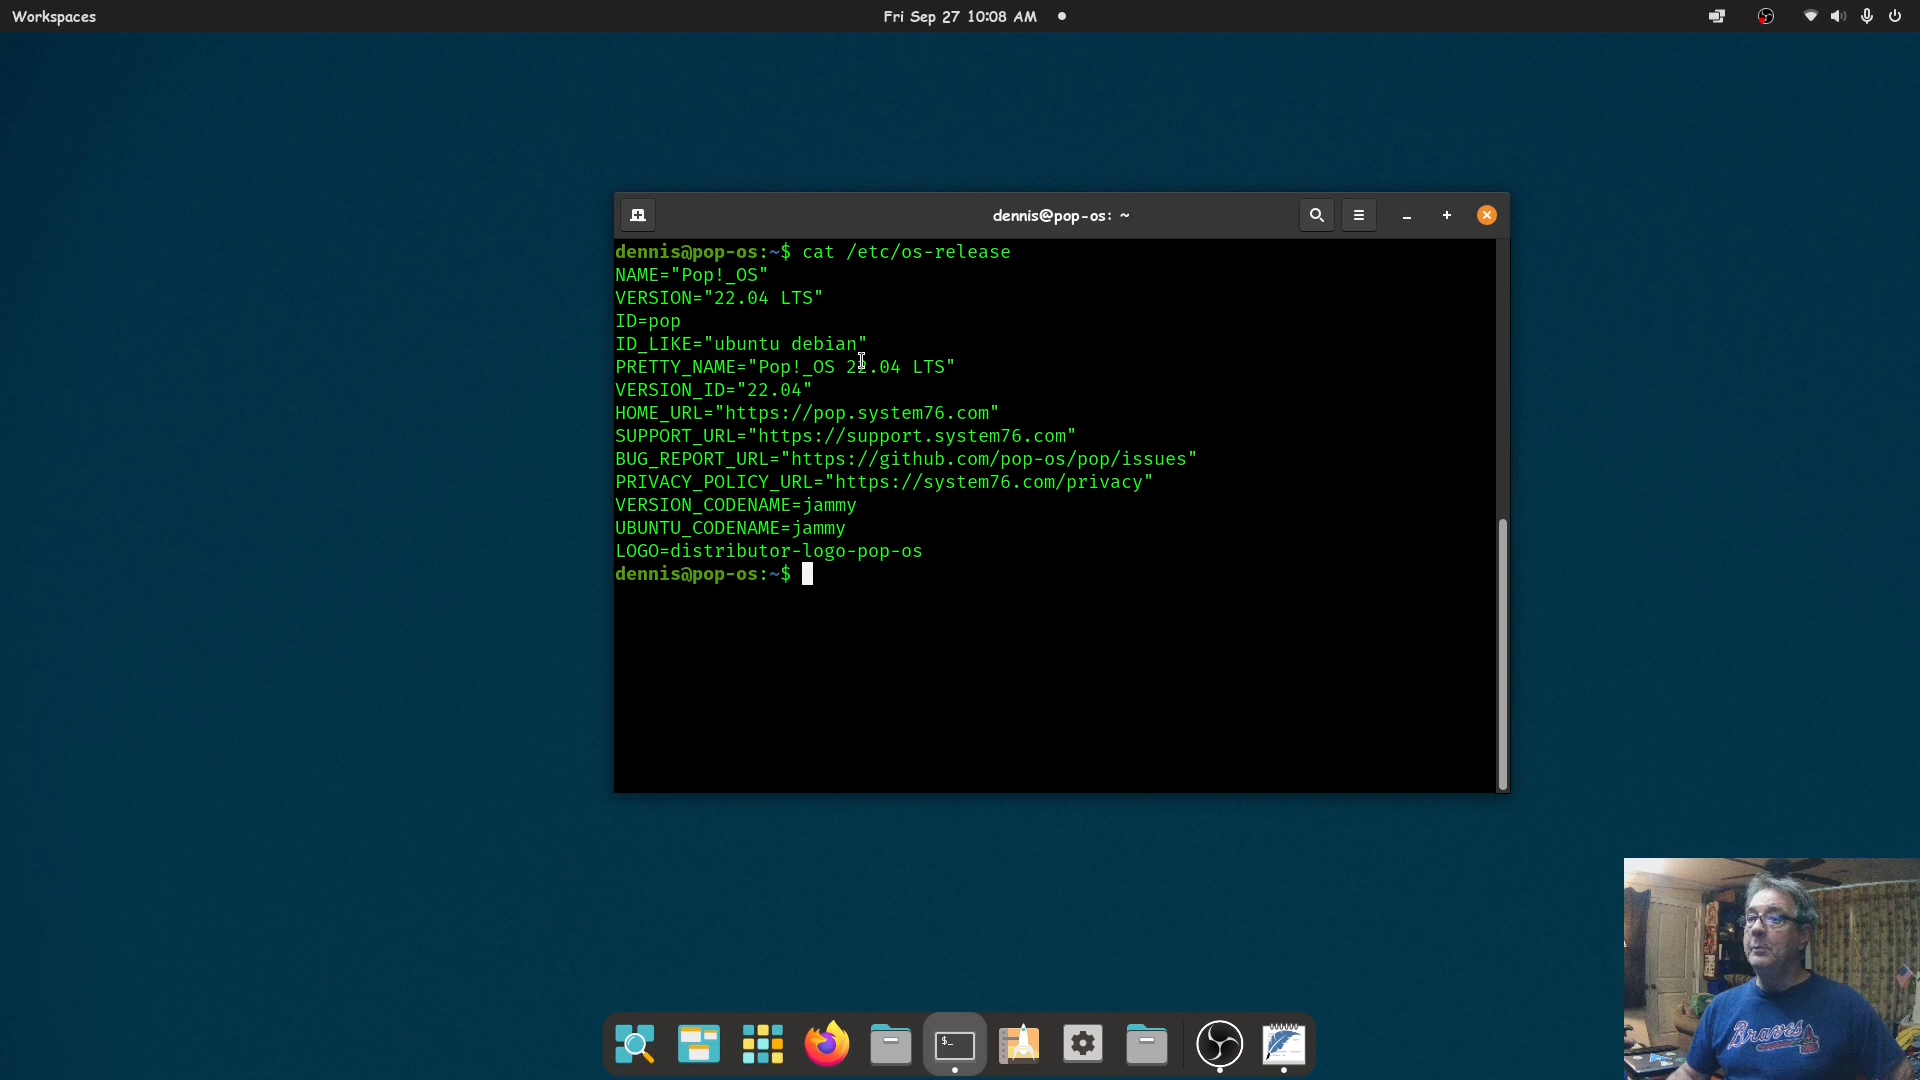 Workspaces
Fri Sep 27 10:08 AM
dennis@pop-os: ~
dennis@pop-os:~$ cat /etc/os-release
NAME="Pop!_OS"
VERSION="22.04 LTS"
ID=pop
ID_LIKE="ubuntu debian"
PRETTY_NAME="Pop!_OS 22.04 LTS"
VERSION_ID="22.04"
HOME_URL="https://pop.system76.com"
SUPPORT_URL="https://support.system76.com"
BUG_REPORT_URL="https://github.com/pop-os/pop/issues"
PRIVACY_POLICY_URL="https://system76.com/privacy"
VERSION_CODENAME=jammy
UBUNTU_CODENAME=jammy
LOGO=distributor-logo-pop-os
dennis@pop-os:~$
$_
Braves